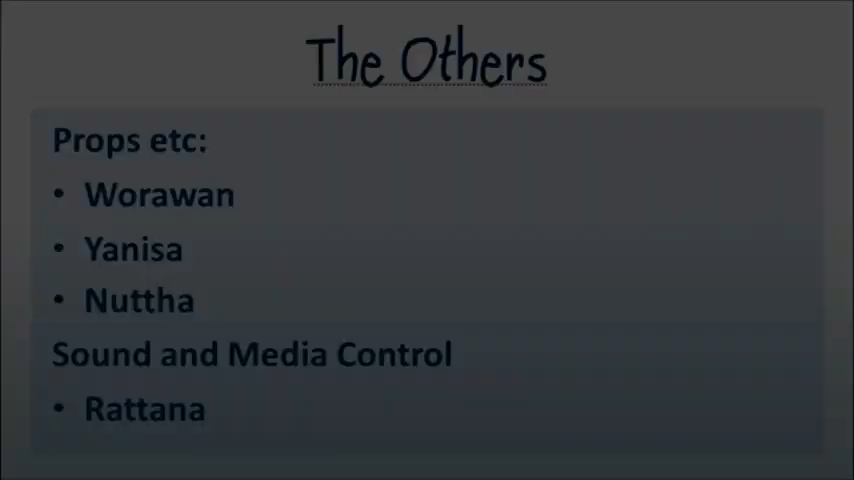 The Others
Props etc:
• Worawan
• Yanisa
• Nuttha
Sound and Media Control
• Rattana